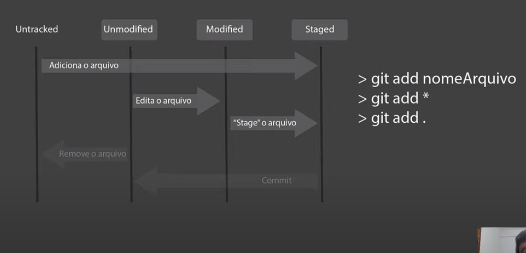 Untracked Unmodified Modified Staged
Adiciona o arquivo
Edita o arquivo
"Stage" o arquivo
Remove o arquivo
Commit
> git add nomeArquivo
> git add *
> git add .